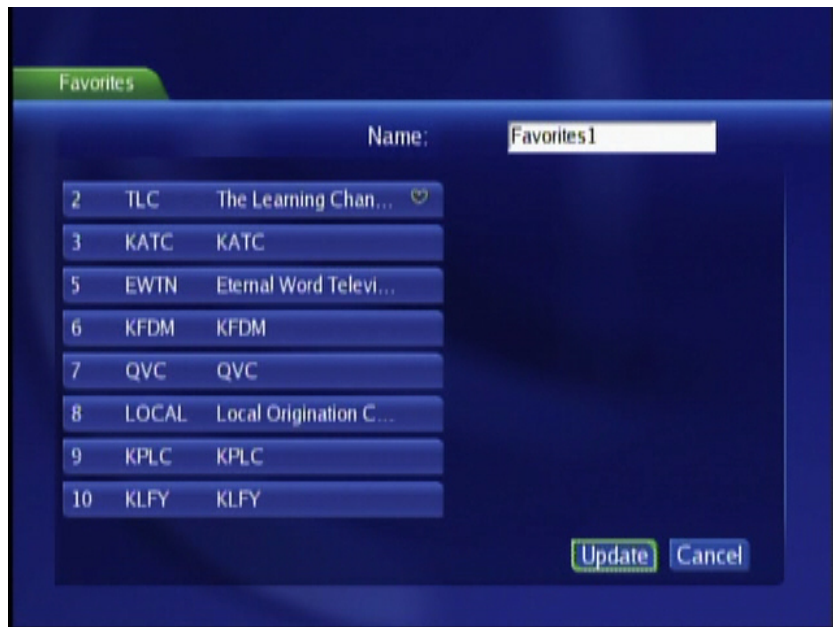 Favorites
Name: Favorites1
2 TLC The Learning Chan...
3 KATC KATC
5 EWTN Eternal Word Televi...
6 KFDM KFDM
7 QVC QVC
8 LOCAL Local Origination C...
9 KPLC KPLC
10 KLFY KLFY
Update Cancel